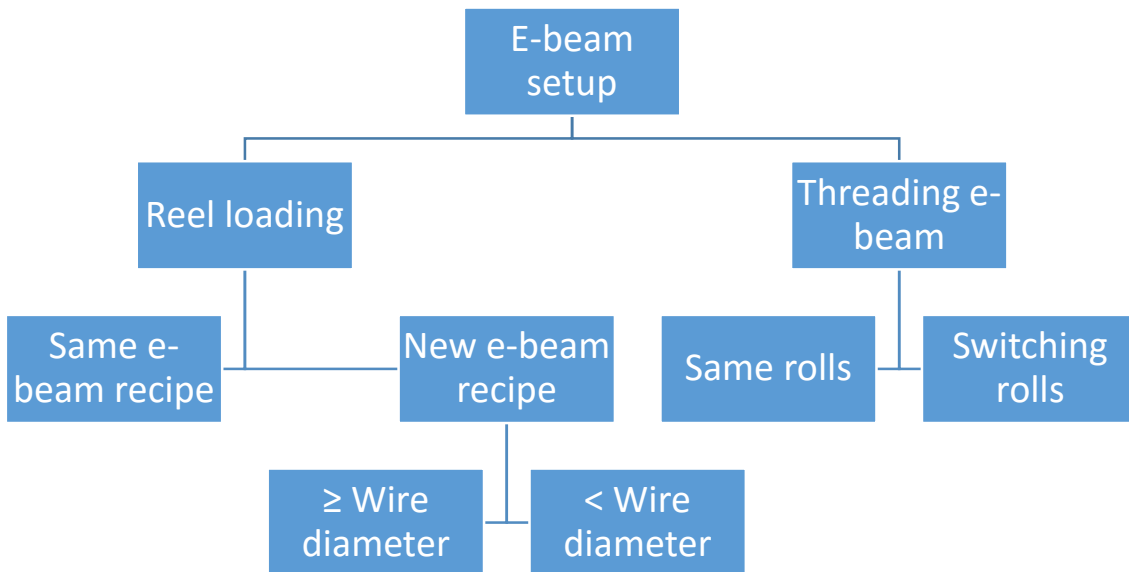 E-beam
setup
Reel loading
Threading e-
beam
Same e-
beam recipe
New e-beam
recipe
Same rolls
Switching
rolls
≥ Wire
diameter
< Wire
diameter